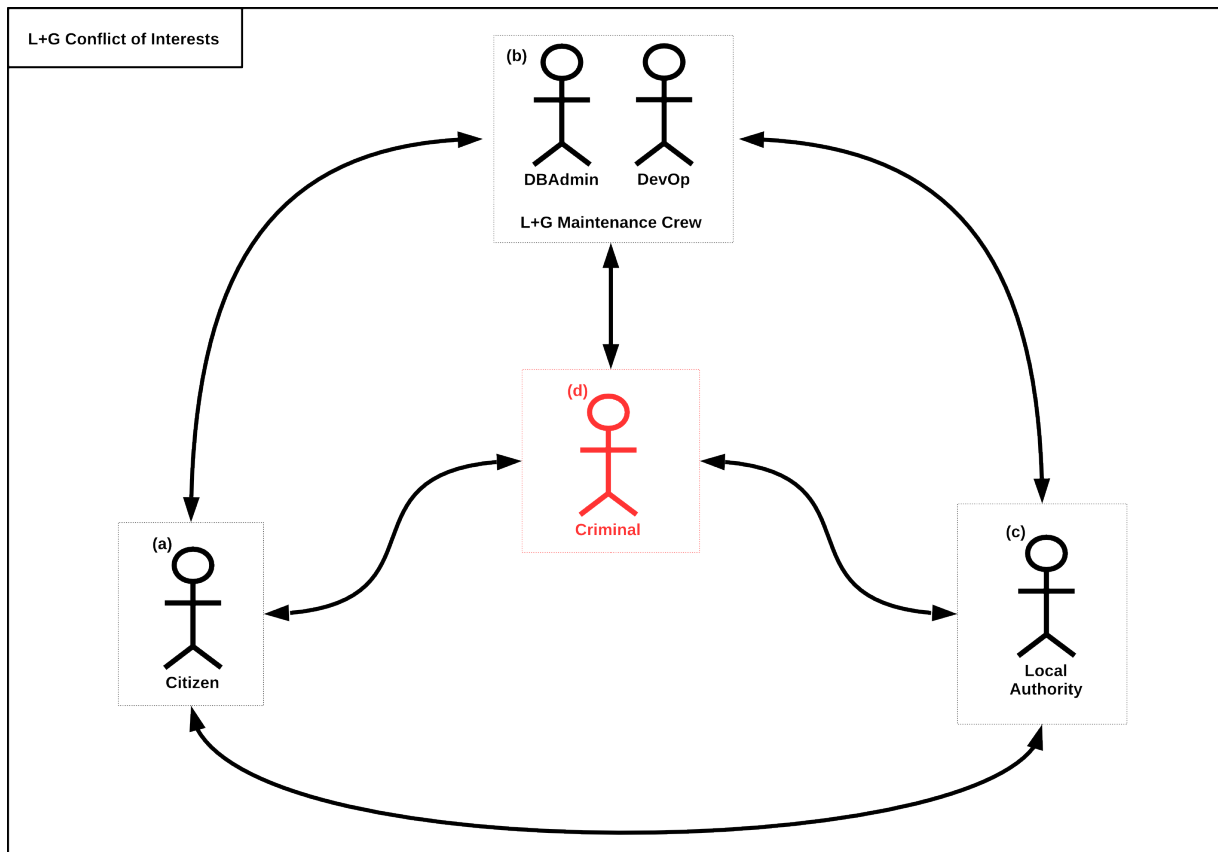 L+G Conflict of Interests
(b)
DBAdmin
DevOp
L+G Maintenance Crew
(d)
Criminal
(a)
Citizen
(c)
Local
Authority